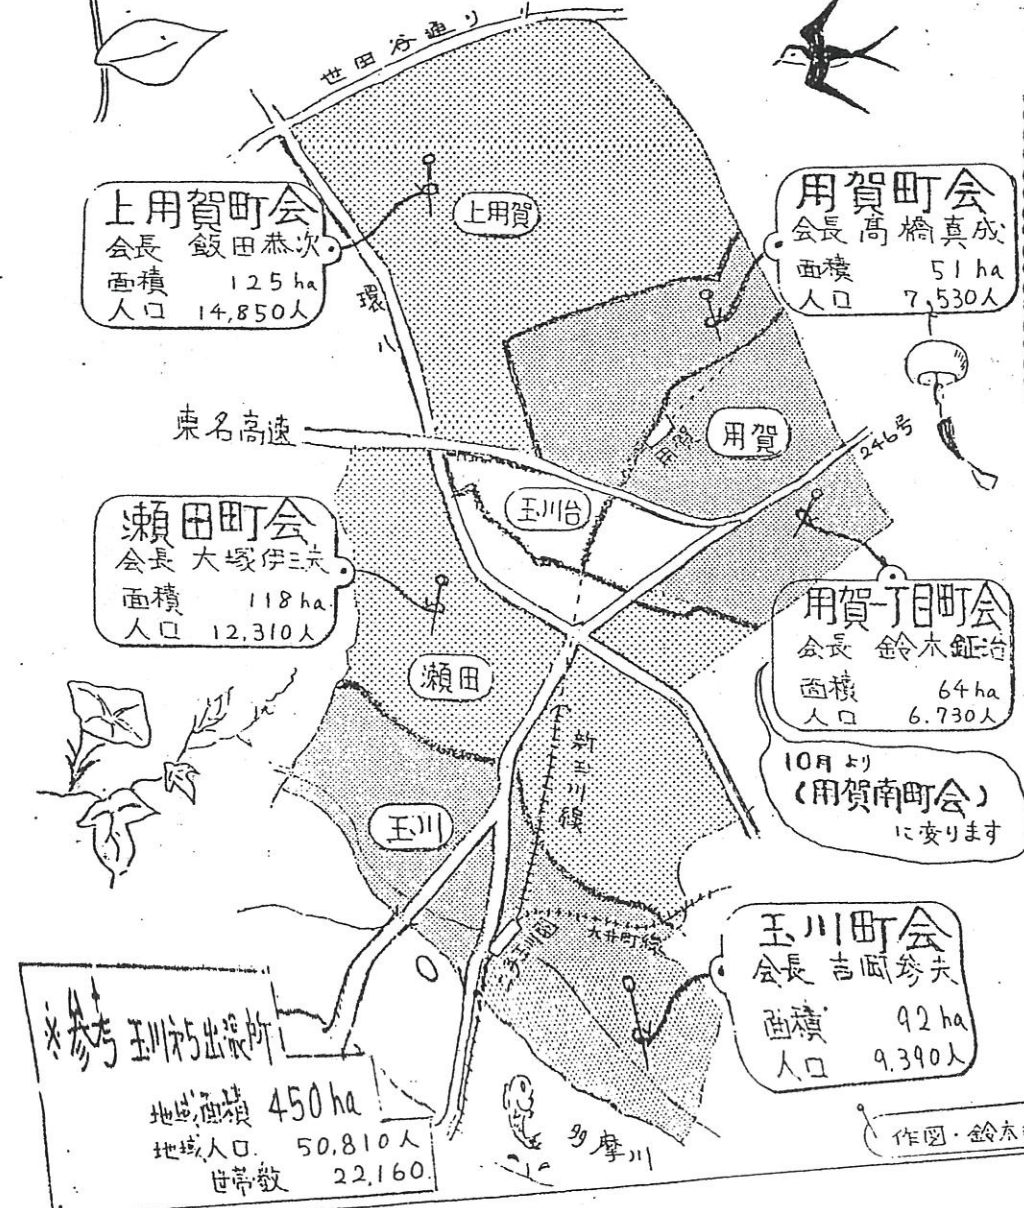 世田谷通り
上用賀町会
会長 飯田恭次
面積 125ha
人口 14,850人
上用賀
用賀町会
会長 髙橋真成
面積 51ha
人口 7,530人
環八
東名高速
用賀
用賀
246号
玉川台
瀬田町会
会長 大塚伊三六
面積 118ha
人口 12,310人
瀬田
用賀一丁目町会
会長 鈴木鉦治
面積 64ha
人口 6.730人
10月より
(用賀南町会)
に変ります
新玉川線
玉川
大井町線
玉川町会
会長 吉岡
面積 92ha
人口 9,390人
※参考 玉川支所出張所
地域面積 450ha
地域人口 50,810人
世帯数 22,160
多摩川
作図・鈴木